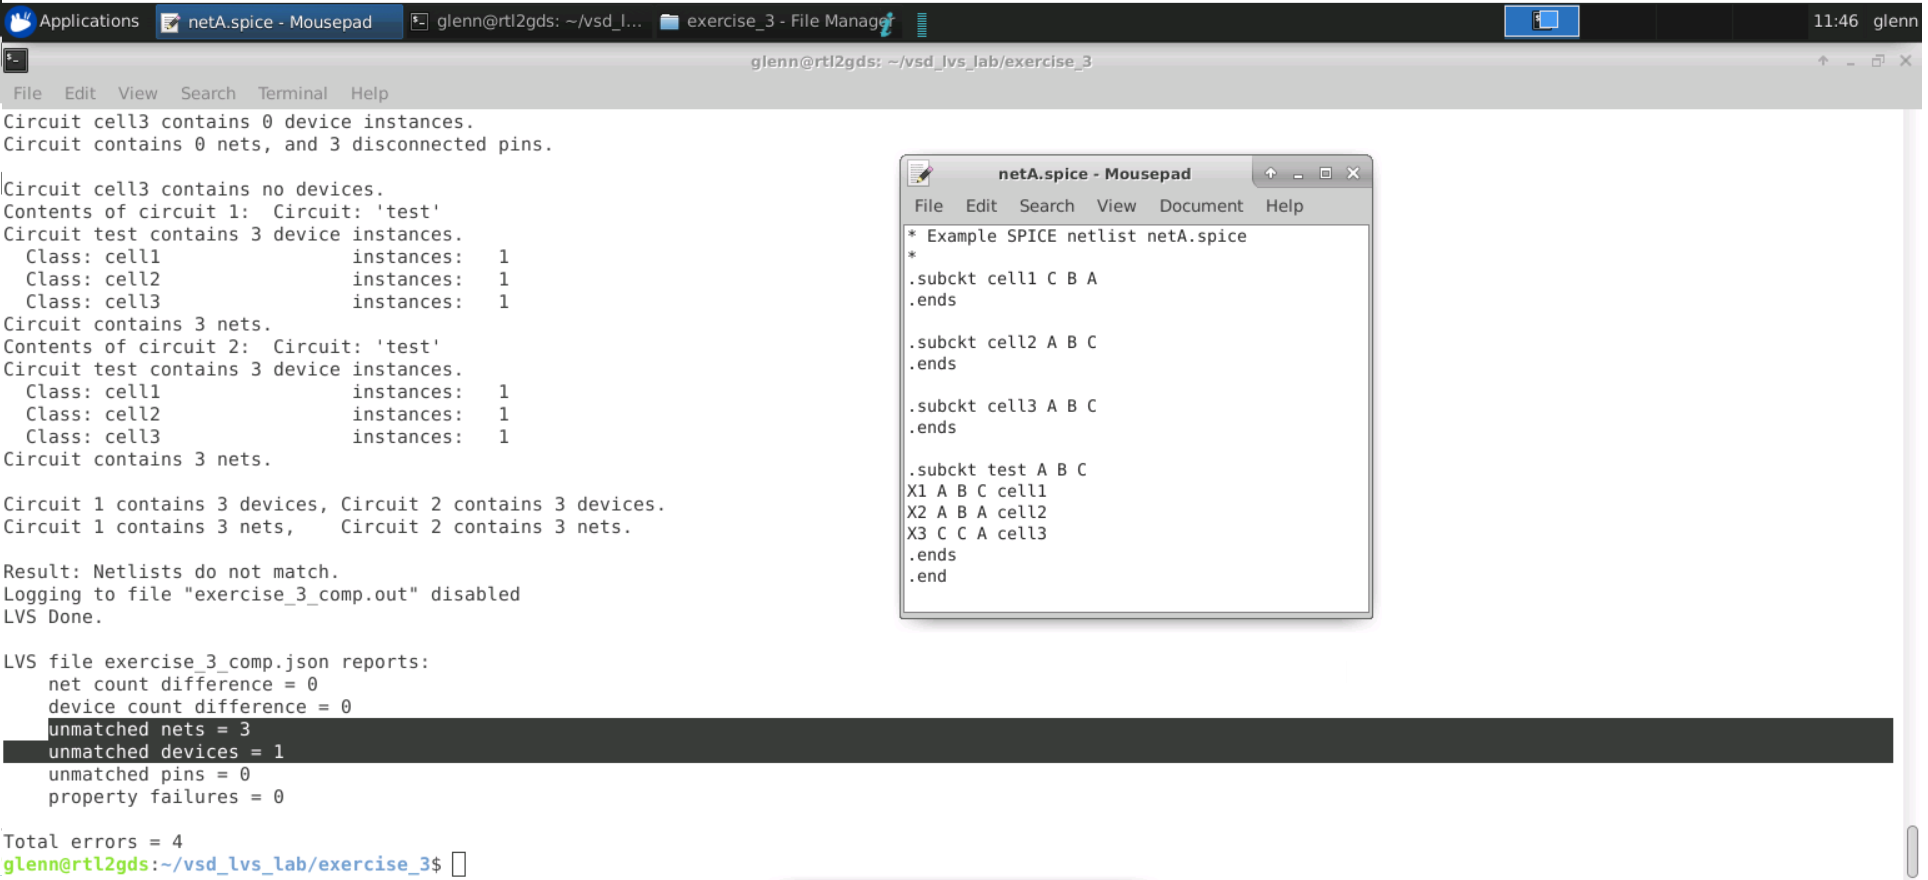 Applications
netA.spice - Mousepad
glenn@rtl2gds: ~/vsd_l...
exercise_3 - File Manager
11:46
glenn
glenn@rtl2gds: ~/vsd_lvs_lab/exercise_3
File Edit View Search Terminal Help
Circuit cell3 contains 0 device instances.
Circuit contains 0 nets, and 3 disconnected pins.
Circuit cell3 contains no devices.
Contents of circuit 1:  Circuit: 'test'
Circuit test contains 3 device instances.
  Class: cell1               instances:   1
  Class: cell2               instances:   1
  Class: cell3               instances:   1
Circuit contains 3 nets.
Contents of circuit 2:  Circuit: 'test'
Circuit test contains 3 device instances.
  Class: cell1               instances:   1
  Class: cell2               instances:   1
  Class: cell3               instances:   1
Circuit contains 3 nets.
Circuit 1 contains 3 devices, Circuit 2 contains 3 devices.
Circuit 1 contains 3 nets,    Circuit 2 contains 3 nets.
Result: Netlists do not match.
Logging to file "exercise_3_comp.out" disabled
LVS Done.
LVS file exercise_3_comp.json reports:
    net count difference = 0
    device count difference = 0
    unmatched nets = 3
    unmatched devices = 1
    unmatched pins = 0
    property failures = 0
Total errors = 4
glenn@rtl2gds:~/vsd_lvs_lab/exercise_3$
netA.spice - Mousepad
File Edit Search View Document Help
* Example SPICE netlist netA.spice
*
.subckt cell1 C B A
.ends
.subckt cell2 A B C
.ends
.subckt cell3 A B C
.ends
.subckt test A B C
X1 A B C cell1
X2 A B A cell2
X3 C C A cell3
.ends
.end